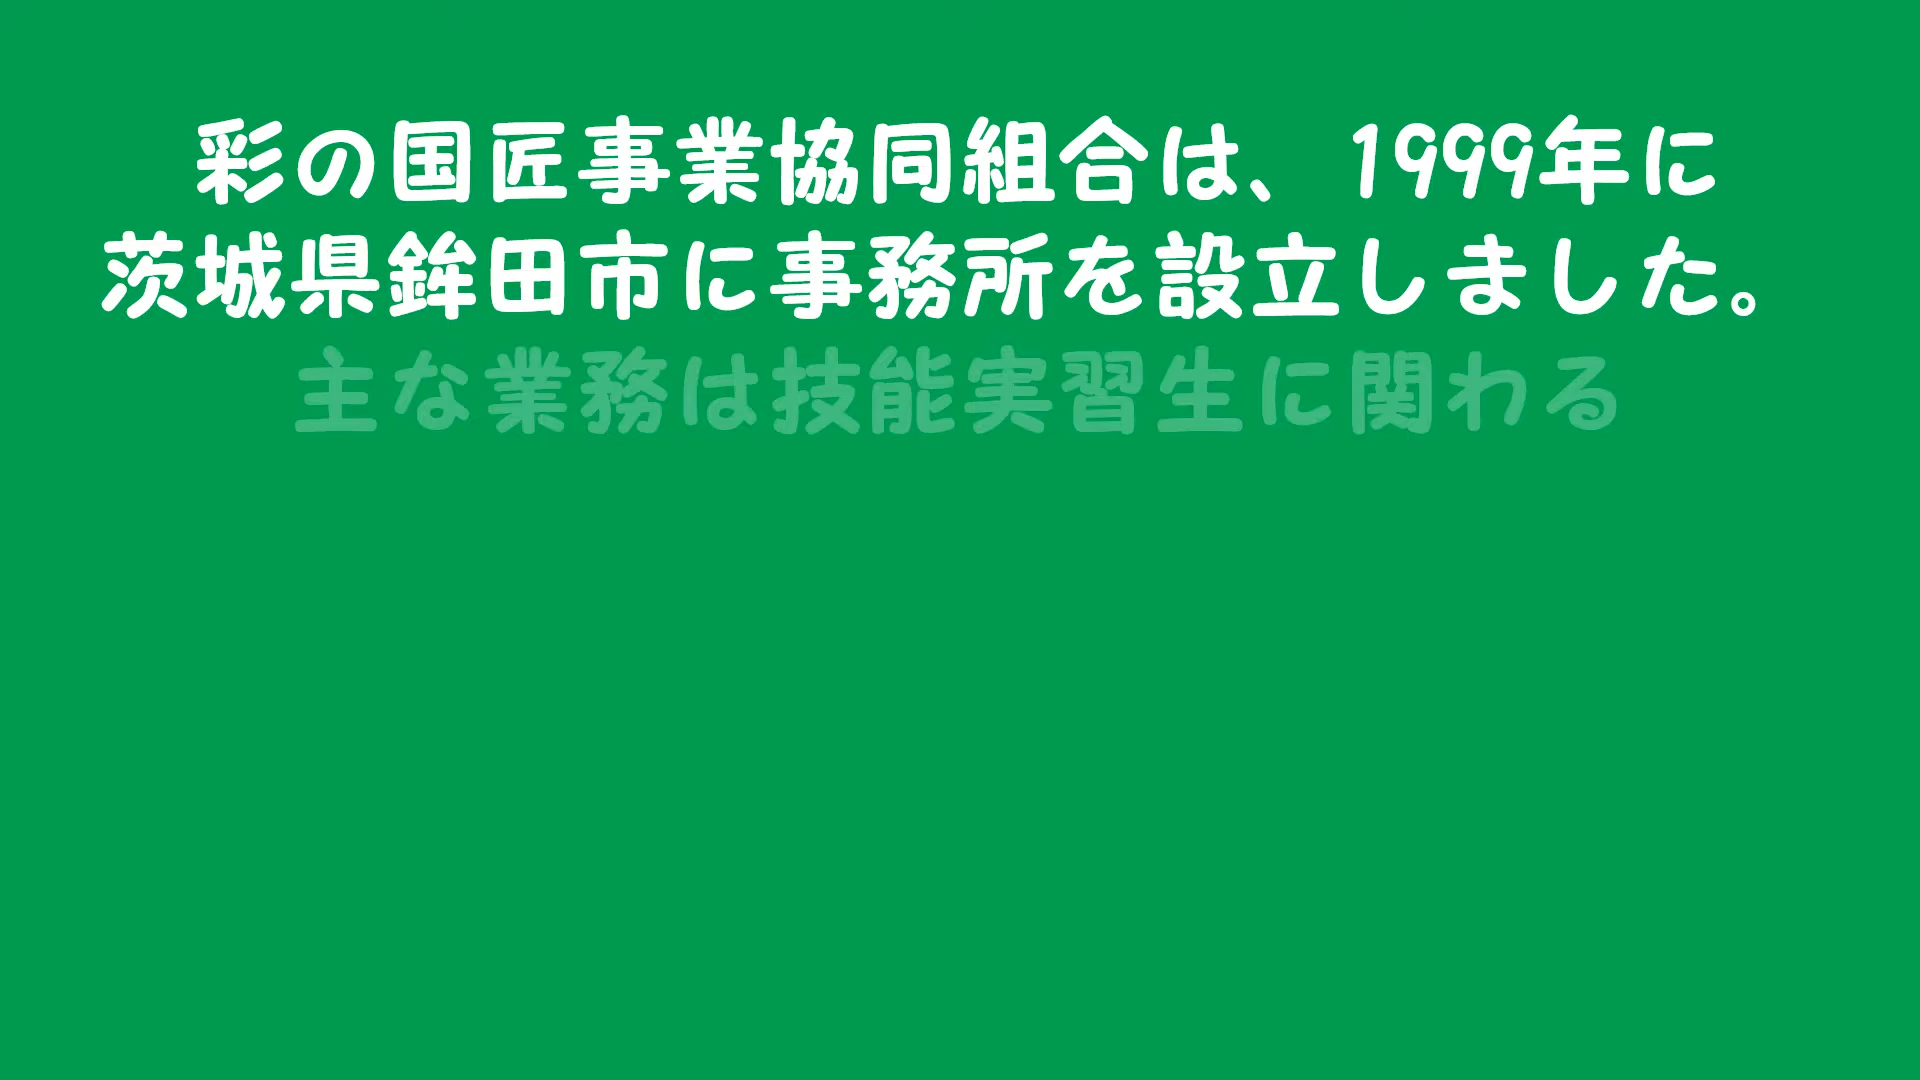 彩の国匠事業協同組合は、1999年に
茨城県鉾田市に事務所を設立しました。
主な業務は技能実習生に関わる